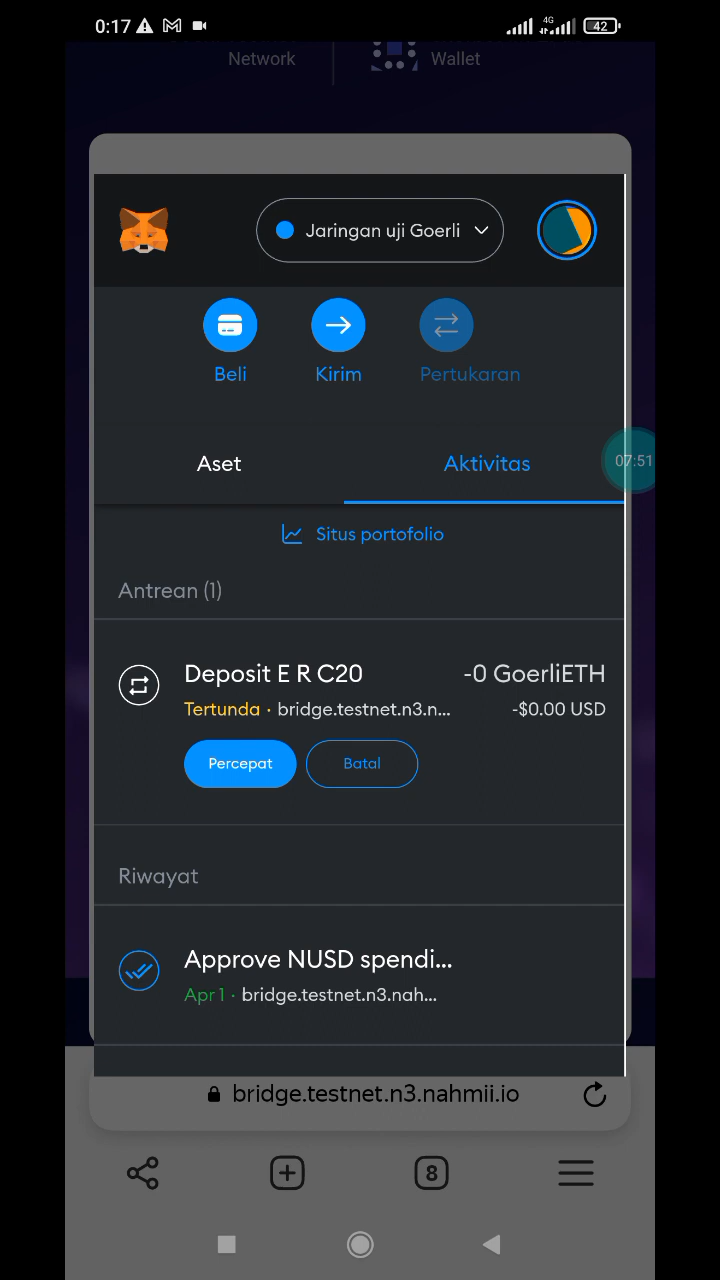 0:17
4G
42
Network
Wallet
Jaringan uji Goerli
Beli
Kirim
Pertukaran
Aset
Aktivitas
07:51
Situs portofolio
Antrean (1)
Deposit E R C20
-0 GoerliETH
Tertunda · bridge.testnet.n3.n...
-$0.00 USD
Percepat
Batal
Riwayat
Approve NUSD spendi...
Apr 1 · bridge.testnet.n3.nah...
bridge.testnet.n3.nahmii.io
8